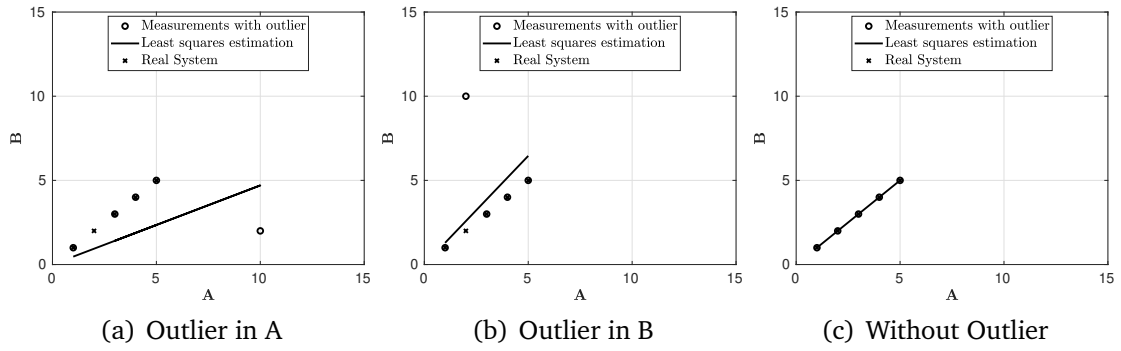 15
Measurements with outlier
Least squares estimation
Real System
10
B
5
0
0
5
10
15
A
(a) Outlier in A
15
Measurements with outlier
Least squares estimation
Real System
10
B
5
0
0
5
10
15
A
(b) Outlier in B
15
Measurements with outlier
Least squares estimation
Real System
10
B
5
0
0
5
10
15
A
(c) Without Outlier